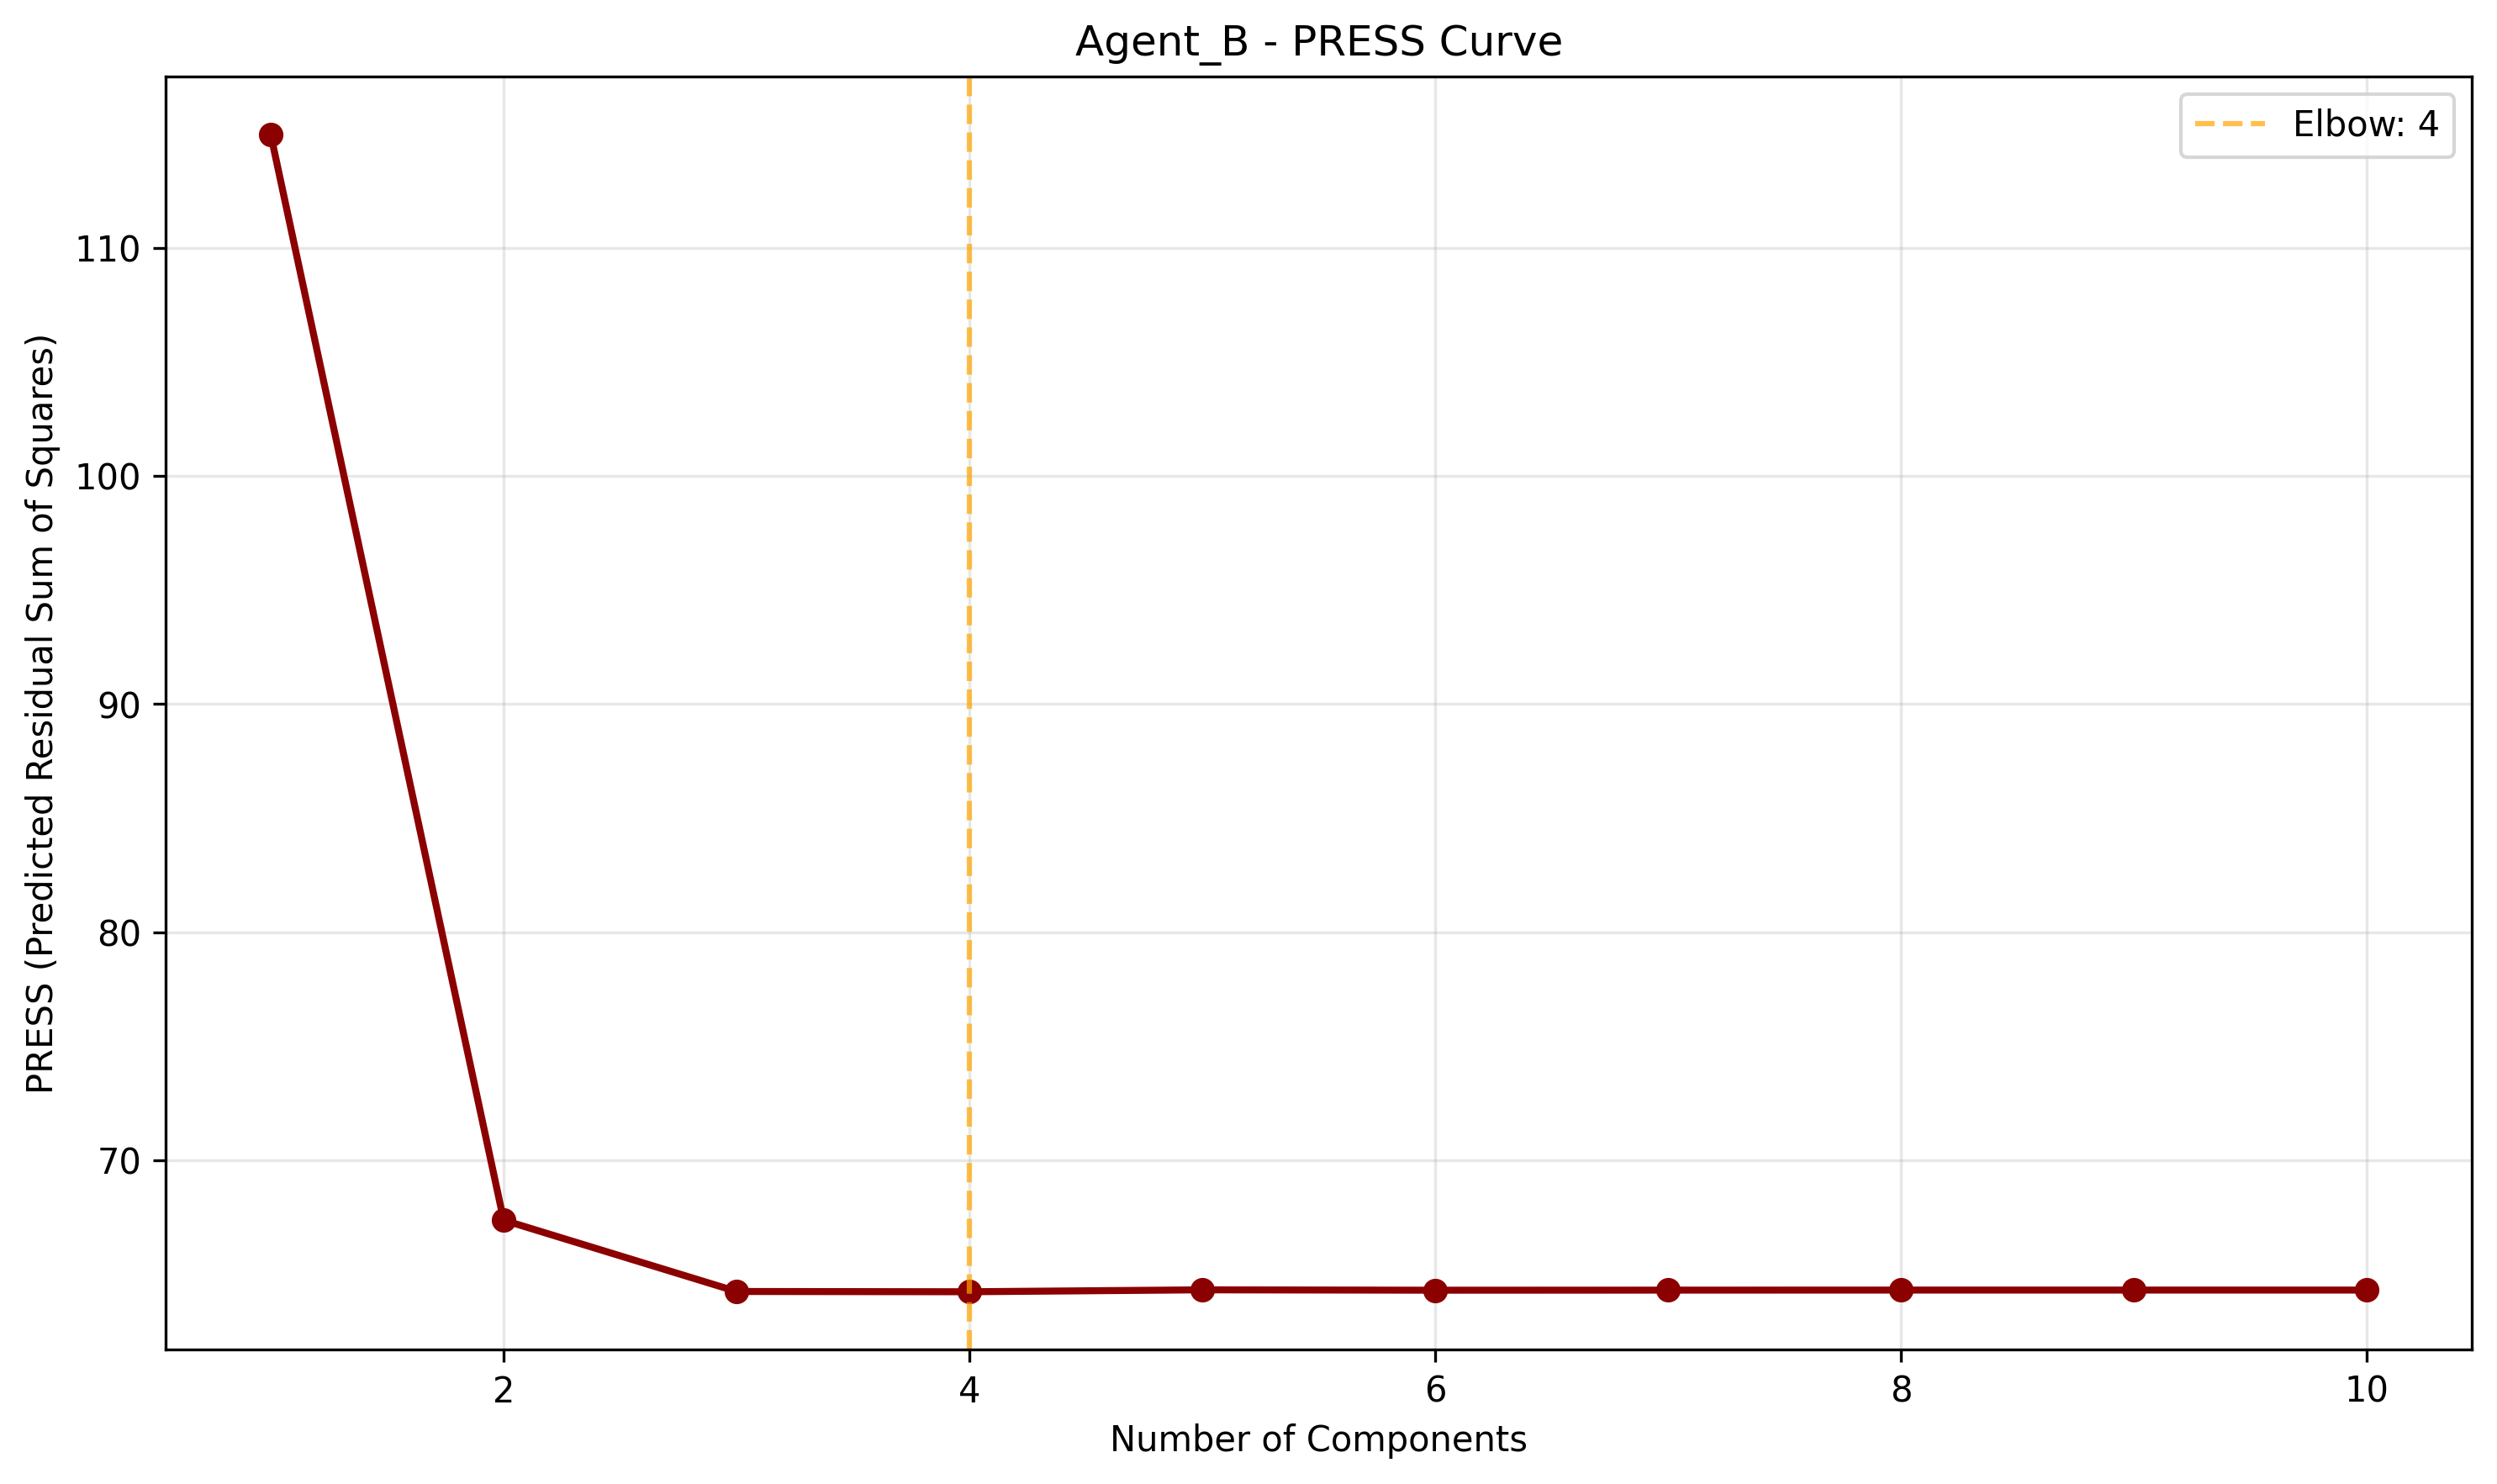 Agent_B - PRESS Curve
Elbow: 4
PRESS (Predicted Residual Sum of Squares)
110
100
90
80
70
2
4
6
8
10
Number of Components